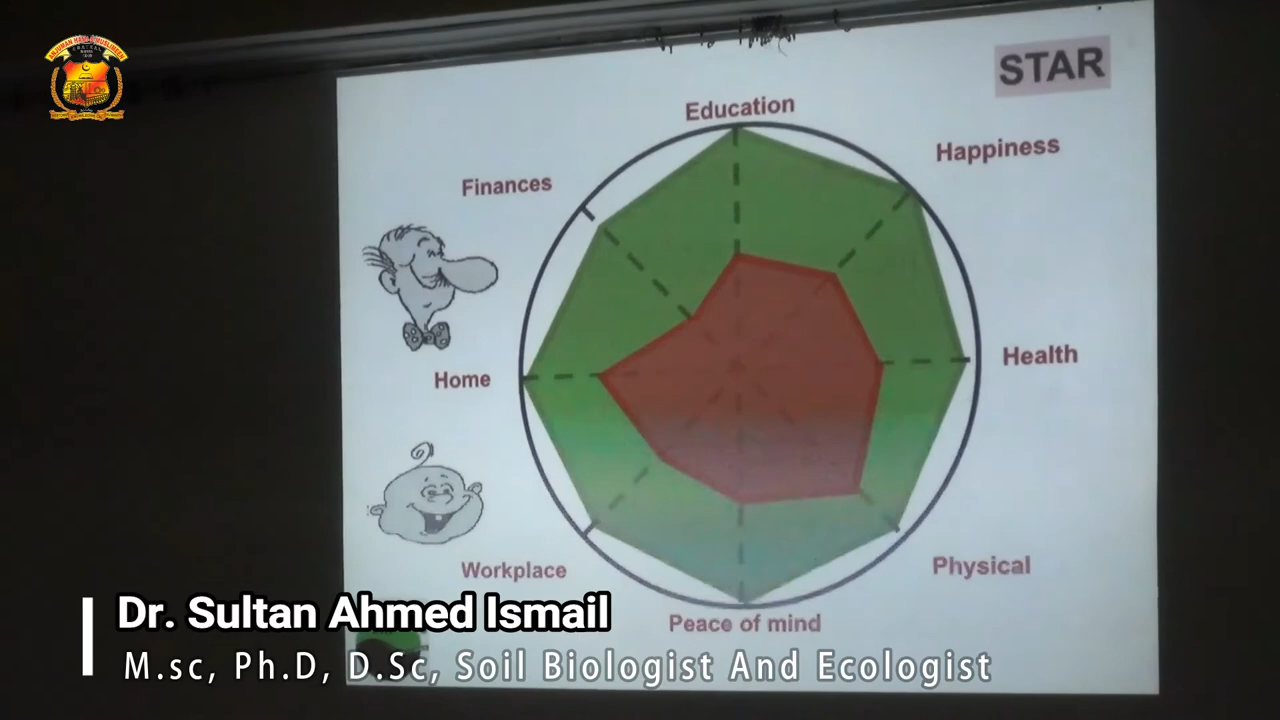 STAR
Education
Happiness
Finances
Health
Home
Physical
Workplace
Peace of mind
Dr. Sultan Ahmed Ismail
M.sc, Ph.D, D.Sc, Soil Biologist And Ecologist